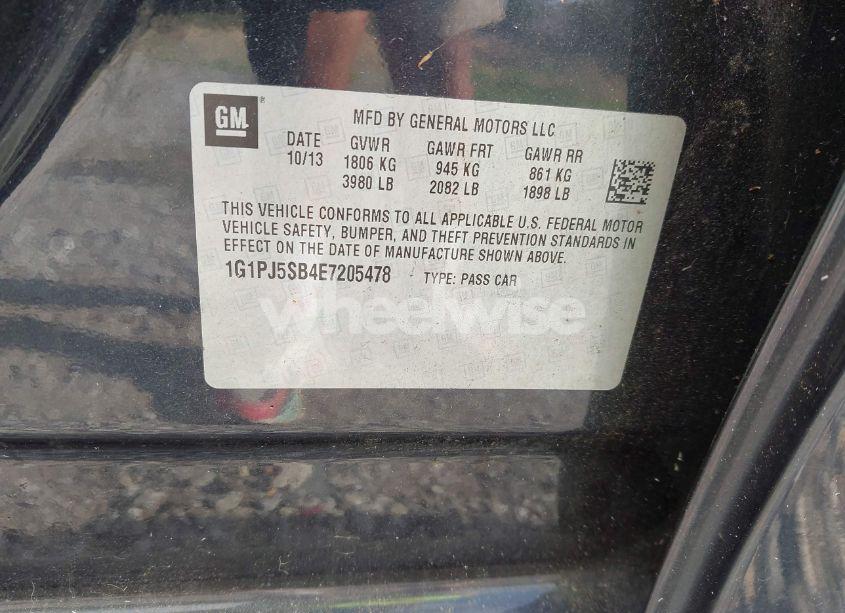 GM ®
MFD BY GENERAL MOTORS LLC
DATE GVWR GAWR FRT GAWR RR
10/13 1806 KG 945 KG 861 KG
3980 LB 2082 LB 1898 LB
THIS VEHICLE CONFORMS TO ALL APPLICABLE U.S. FEDERAL MOTOR
VEHICLE SAFETY, BUMPER, AND THEFT PREVENTION STANDARDS IN
EFFECT ON THE DATE OF MANUFACTURE SHOWN ABOVE.
1G1PJ5SB4E7205478 TYPE: PASS CAR
wheelwise